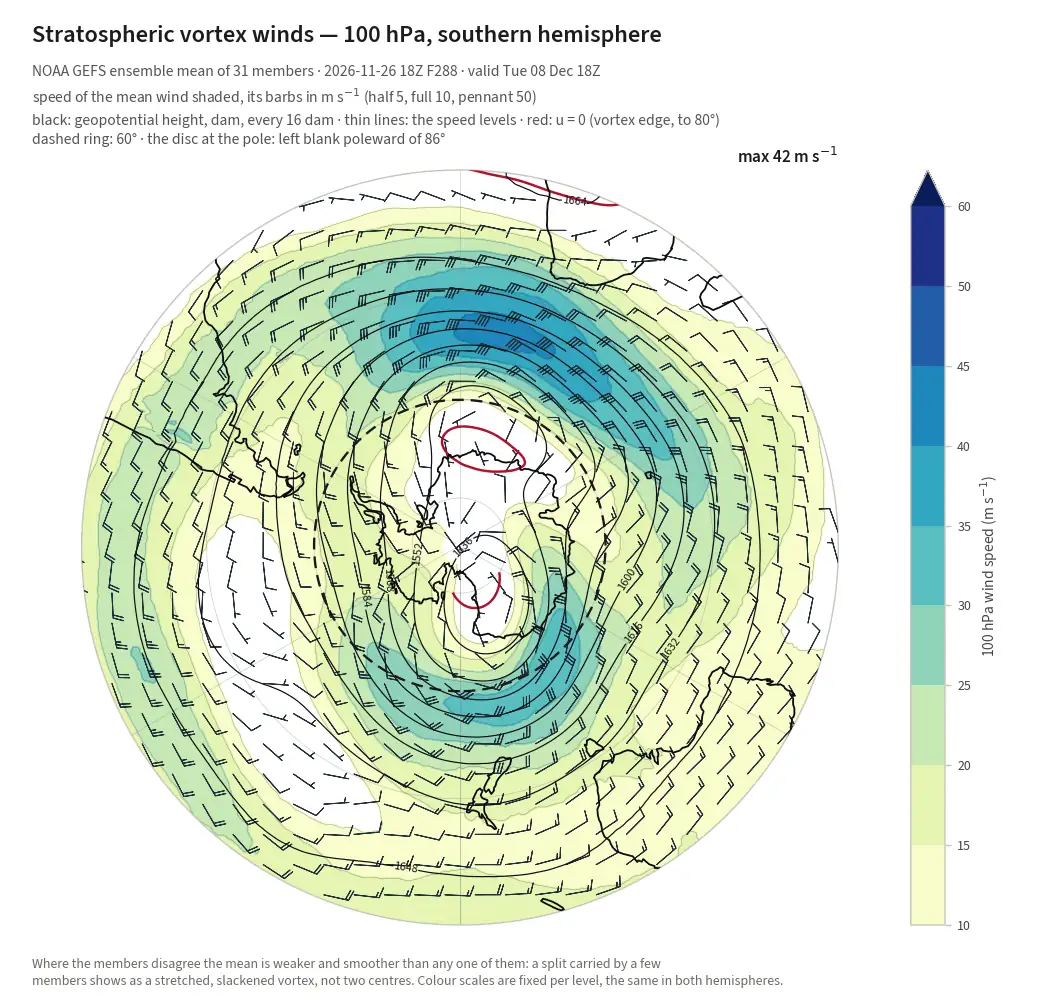 Stratospheric vortex winds — 100 hPa, southern hemisphere
NOAA GEFS ensemble mean of 31 members · 2026-11-26 18Z F288 · valid Tue 08 Dec 18Z
speed of the mean wind shaded, its barbs in m s⁻¹ (half 5, full 10, pennant 50)
black: geopotential height, dam, every 16 dam · thin lines: the speed levels · red: u = 0 (vortex edge, to 80°)
dashed ring: 60° · the disc at the pole: left blank poleward of 86°
max 42 m s⁻¹
1664
1552
1584
1600
1616
1632
1648
60
50
45
40
35
30
25
20
15
10
100 hPa wind speed (m s⁻¹)
Where the members disagree the mean is weaker and smoother than any one of them: a split carried by a few
members shows as a stretched, slackened vortex, not two centres. Colour scales are fixed per level, the same in both hemispheres.